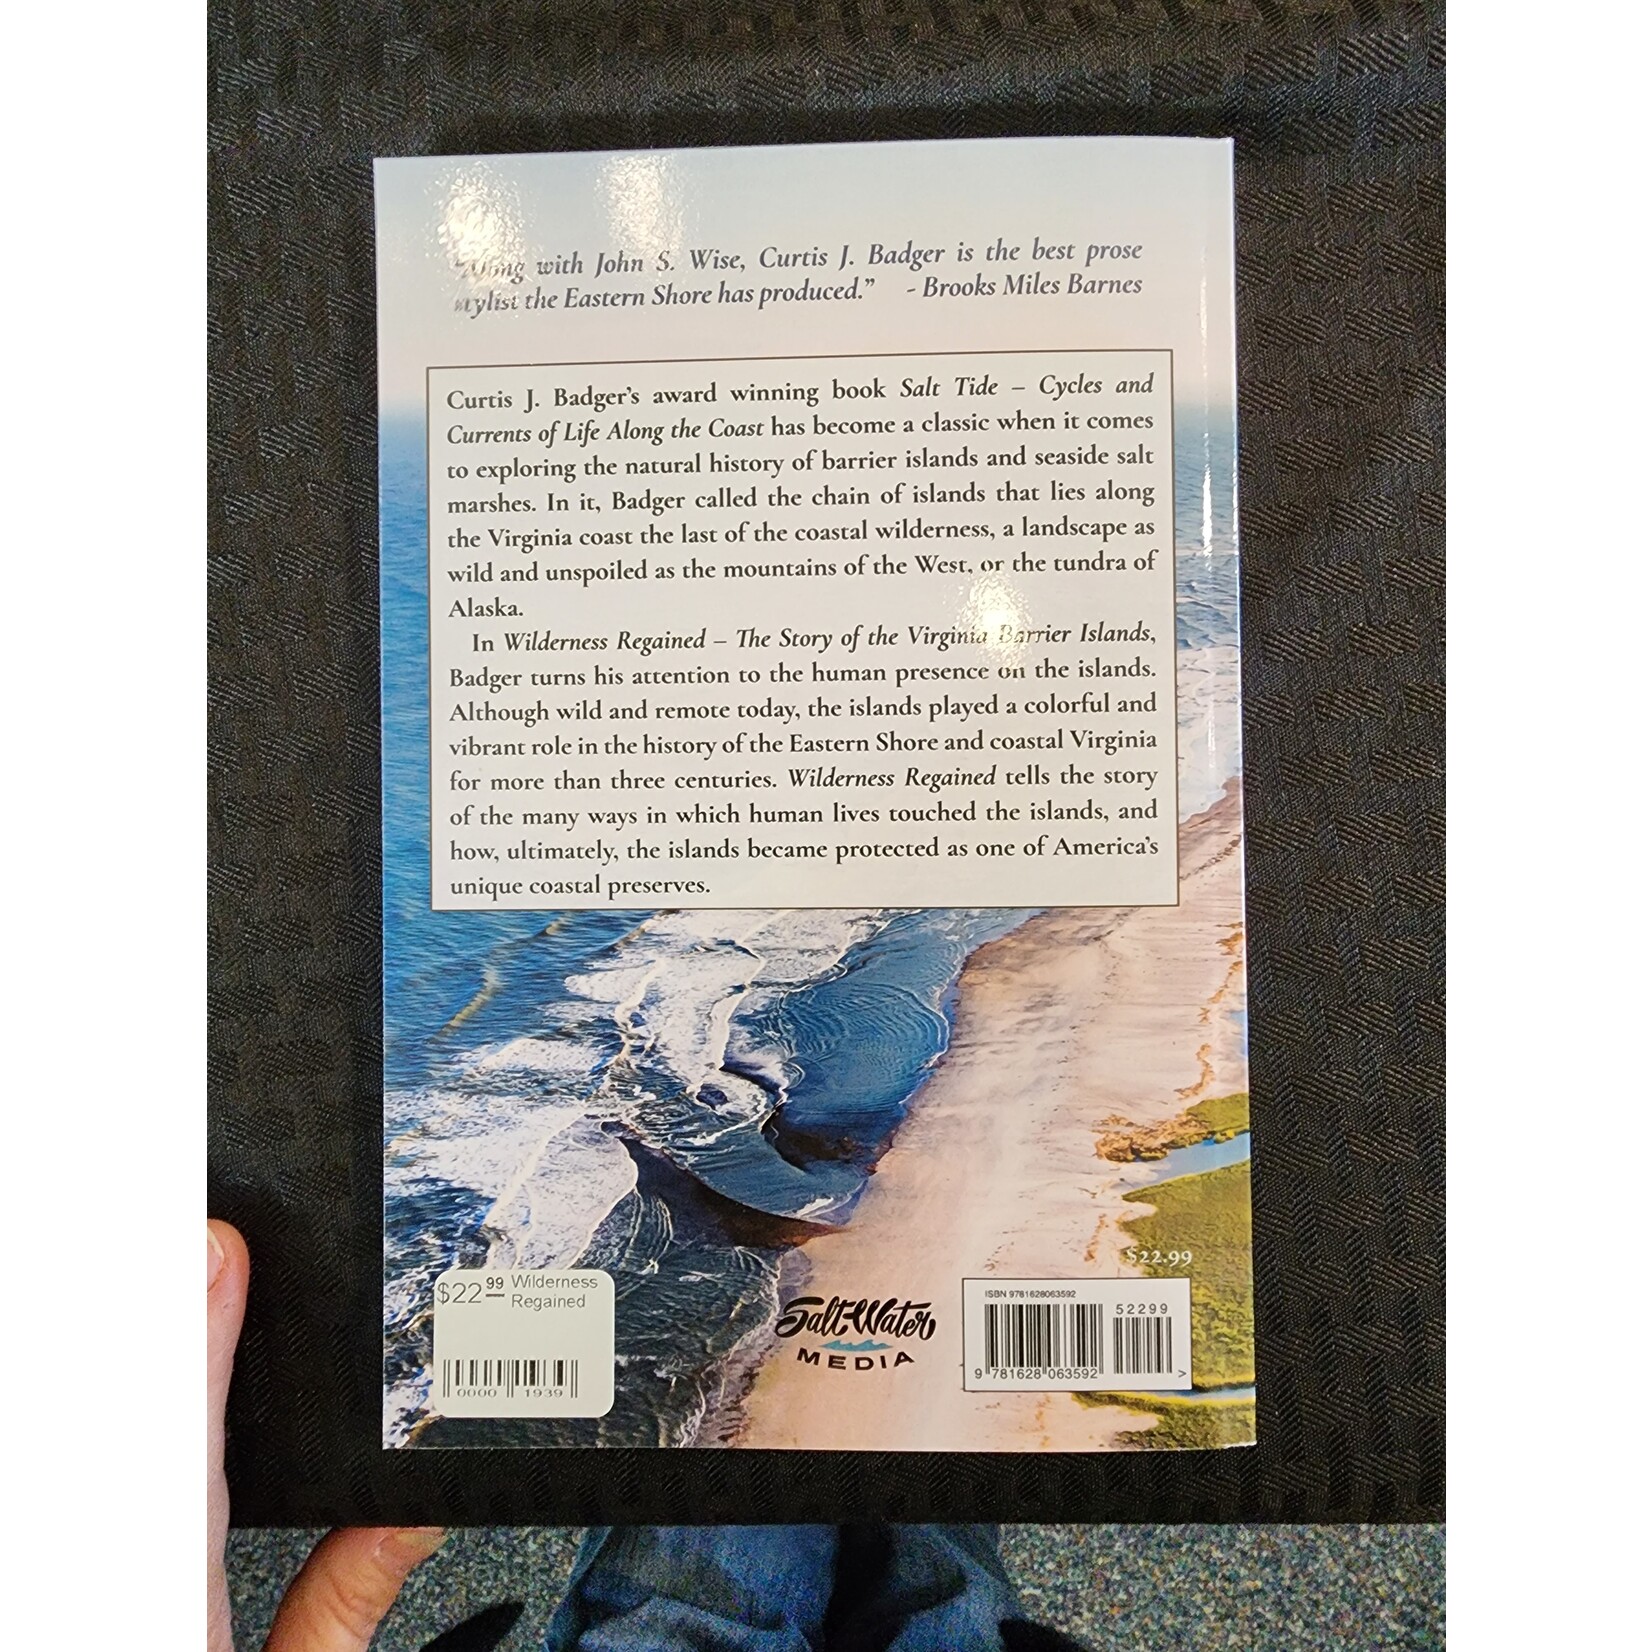 "Along with John S. Wise, Curtis J. Badger is the best prose
stylist the Eastern Shore has produced." - Brooks Miles Barnes
Curtis J. Badger's award winning book Salt Tide – Cycles and
Currents of Life Along the Coast has become a classic when it comes
to exploring the natural history of barrier islands and seaside salt
marshes. In it, Badger called the chain of islands that lies along
the Virginia coast the last of the coastal wilderness, a landscape as
wild and unspoiled as the mountains of the West, or the tundra of
Alaska.
In Wilderness Regained – The Story of the Virginia Barrier Islands,
Badger turns his attention to the human presence on the islands.
Although wild and remote today, the islands played a colorful and
vibrant role in the history of the Eastern Shore and coastal Virginia
for more than three centuries. Wilderness Regained tells the story
of the many ways in which human lives touched the islands, and
how, ultimately, the islands became protected as one of America's
unique coastal preserves.
$22.99 Wilderness
Regained
0000 1939
Salt Water
MEDIA
$22.99
ISBN 9781628063592
52299
9 781628 063592 >